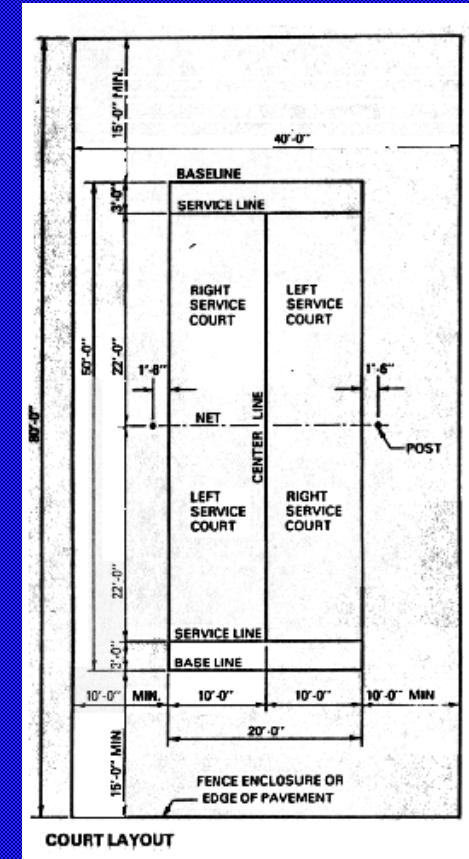 15'-0" MIN.
40'-0"
BASELINE
3'-0"
SERVICE LINE
RIGHT
SERVICE
COURT
LEFT
SERVICE
COURT
50'-0"
22'-0"
1'-6"
1'-6"
80'-0"
NET
CENTER LINE
POST
LEFT
SERVICE
COURT
RIGHT
SERVICE
COURT
22'-0"
SERVICE LINE
3'-0"
BASE LINE
10'-0" MIN.
10'-0"
10'-0"
10'-0" MIN
20'-0"
15'-0" MIN
FENCE ENCLOSURE OR
EDGE OF PAVEMENT
COURT LAYOUT